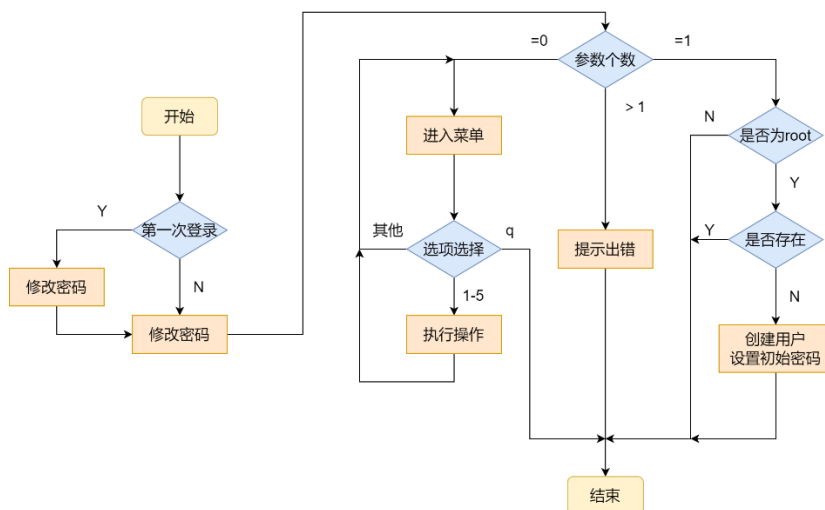 开始
第一次登录
Y
N
修改密码
修改密码
参数个数
=0
=1
> 1
进入菜单
选项选择
其他
q
1-5
执行操作
提示出错
是否为root
N
Y
是否存在
Y
N
创建用户
设置初始密码
结束